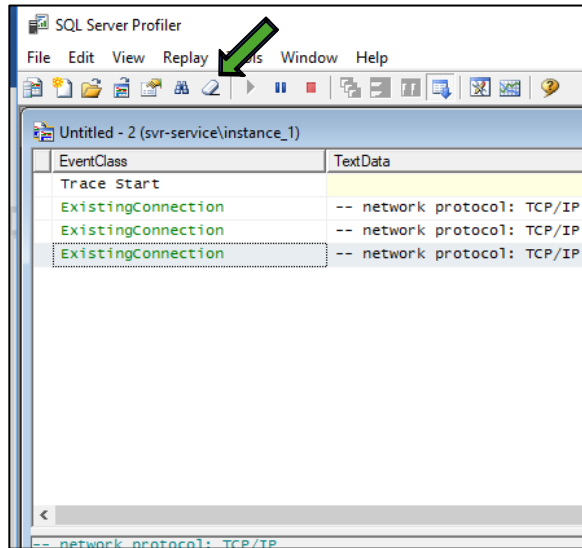 SQL Server Profiler
File Edit View Replay Window Help
Untitled - 2 (svr-service\instance_1)
EventClass TextData
Trace Start
ExistingConnection -- network protocol: TCP/IP
ExistingConnection -- network protocol: TCP/IP
ExistingConnection -- network protocol: TCP/IP
-- network protocol: TCP/IP